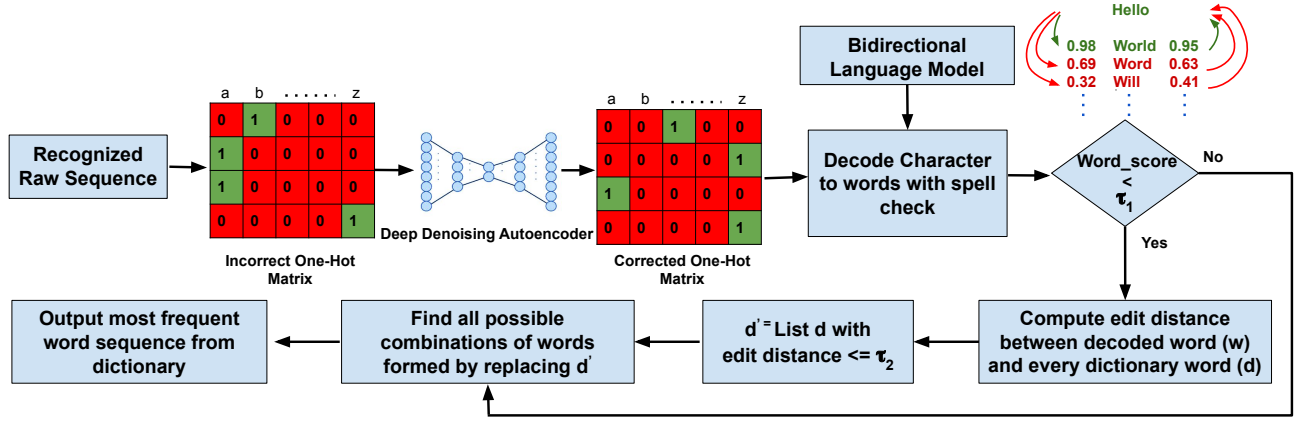 Hello
0.98 World 0.95
0.69 Word 0.63
0.32 Will 0.41
Bidirectional
Language Model
a b ...... z
0 1 0 0 0
1 0 0 0 0
1 0 0 0 0
0 0 0 0 1
Incorrect One-Hot
Matrix
a b ....... z
0 0 1 0 0
0 0 0 0 1
1 0 0 0 0
0 0 0 0 1
Corrected One-Hot
Matrix
Recognized
Raw Sequence
Deep Denoising Autoencoder
Decode Character
to words with spell
check
Word_score
<
τ1
No
Yes
Compute edit distance
between decoded word (w)
and every dictionary word (d)
d' = List d with
edit distance <= τ2
Find all possible
combinations of words
formed by replacing d'
Output most frequent
word sequence from
dictionary